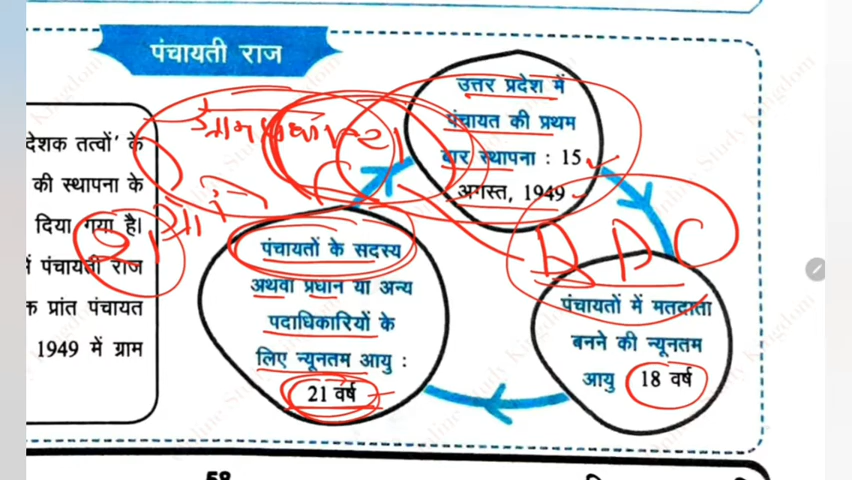 पंचायती राज
देशक तत्वों' के
की स्थापना के
दिया गया है।
में पंचायती राज
क प्रांत पंचायत
1949 में ग्राम
उत्तर प्रदेश में
पंचायत की प्रथम
बार स्थापना : 15
अगस्त, 1949
पंचायतों के सदस्य
अथवा प्रधान या अन्य
पदाधिकारियों के
लिए न्यूनतम आयु :
21 वर्ष
BDC
पंचायतों में मतदाता
बनने की न्यूनतम
आयु 18 वर्ष
58